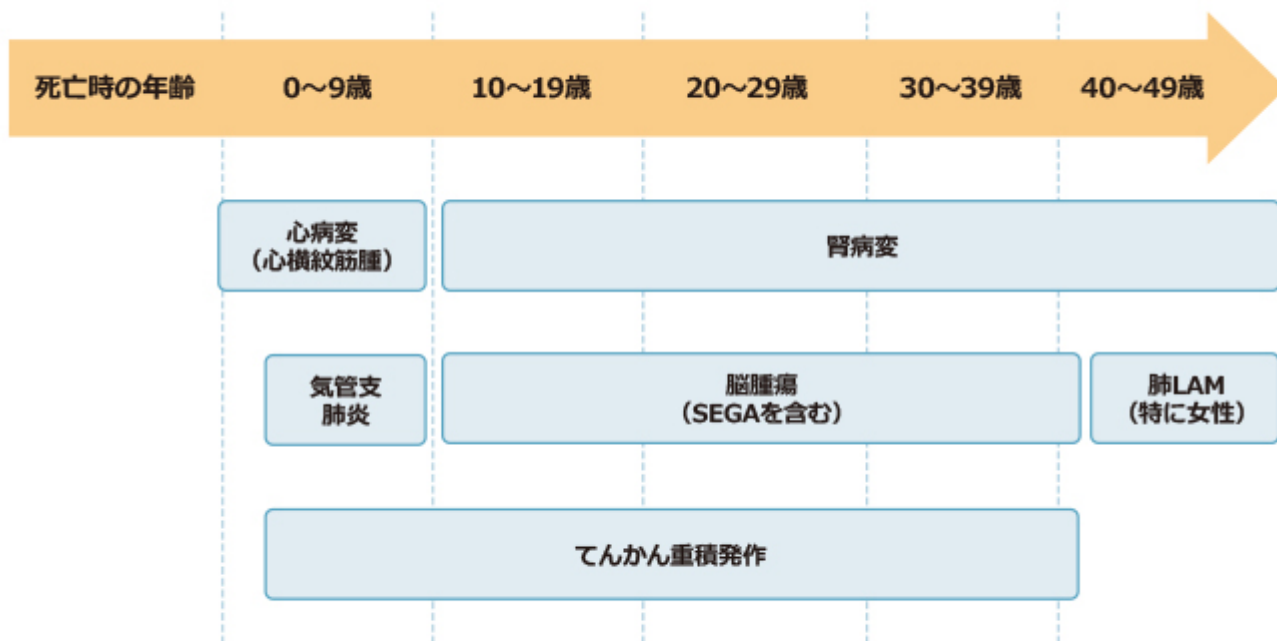 死亡時の年齢 0～9歳 10～19歳 20～29歳 30～39歳 40～49歳
心病変
（心横紋筋腫）
腎病変
気管支
肺炎
脳腫瘍
（SEGAを含む）
肺LAM
（特に女性）
てんかん重積発作